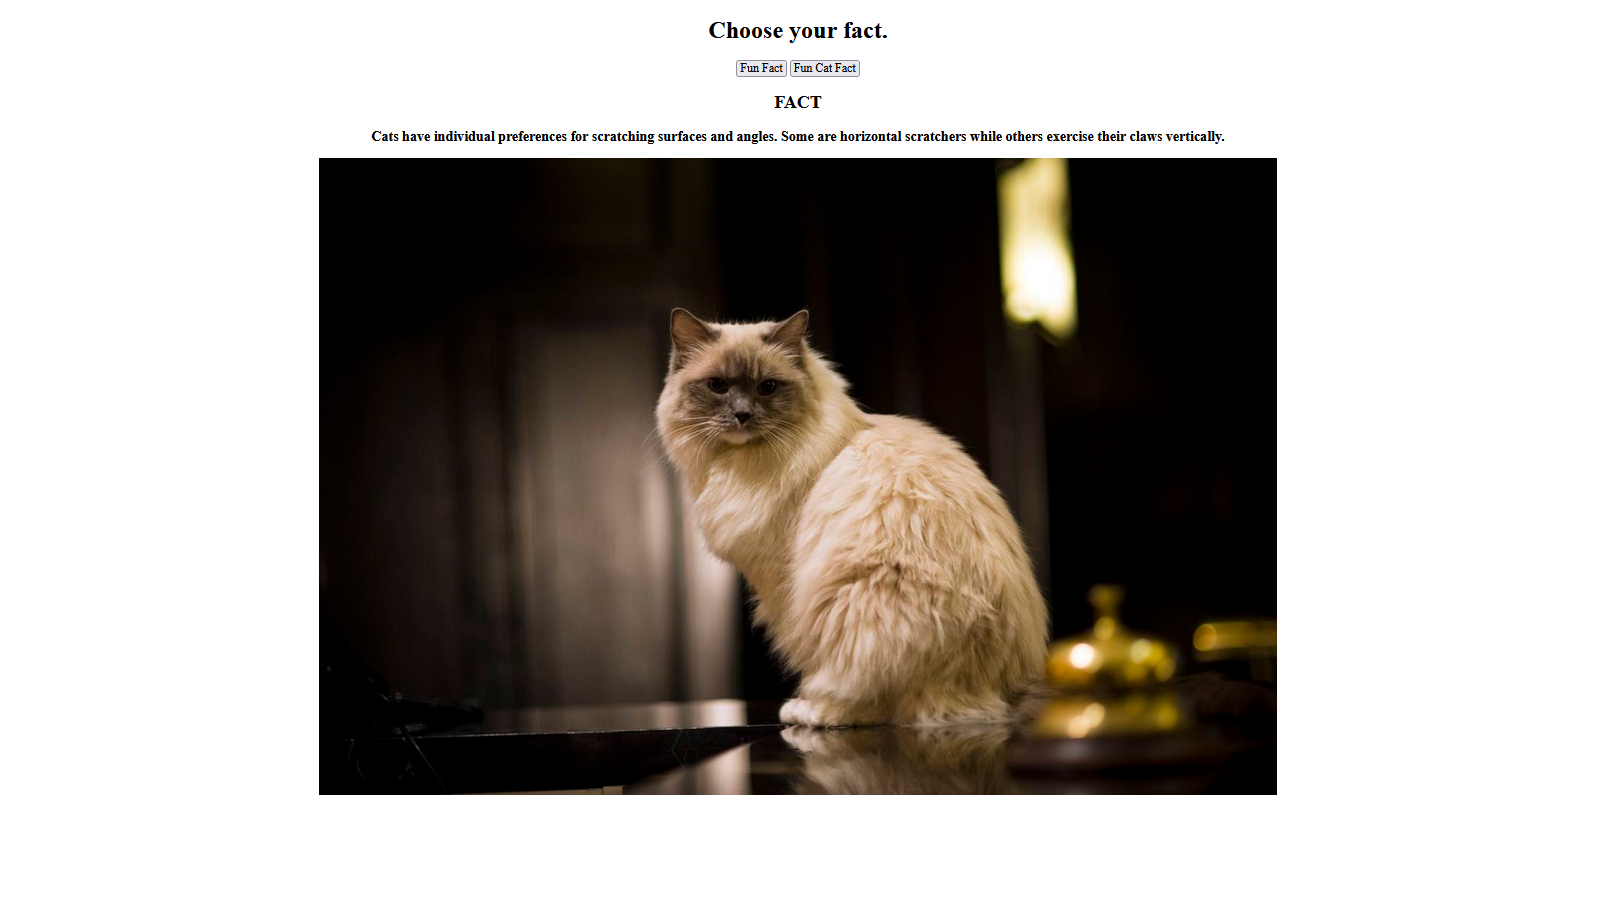 Choose your fact.
Fun Fact Fun Cat Fact
FACT
Cats have individual preferences for scratching surfaces and angles. Some are horizontal scratchers while others exercise their claws vertically.